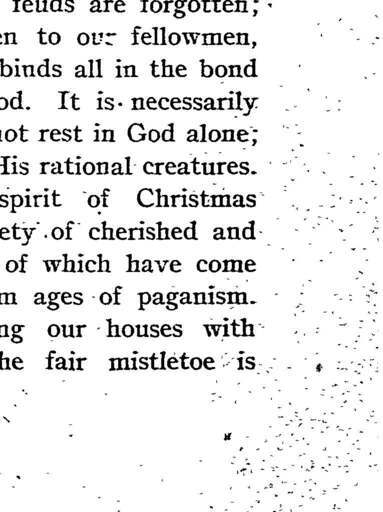 feuds are forgotten;
en to our fellowmen,
binds all in the bond
od. It is necessarily
not rest in God alone;
His rational creatures.
spirit of Christmas
ety of cherished and
of which have come
m ages of paganism.
ng our houses with
he fair mistletoe is